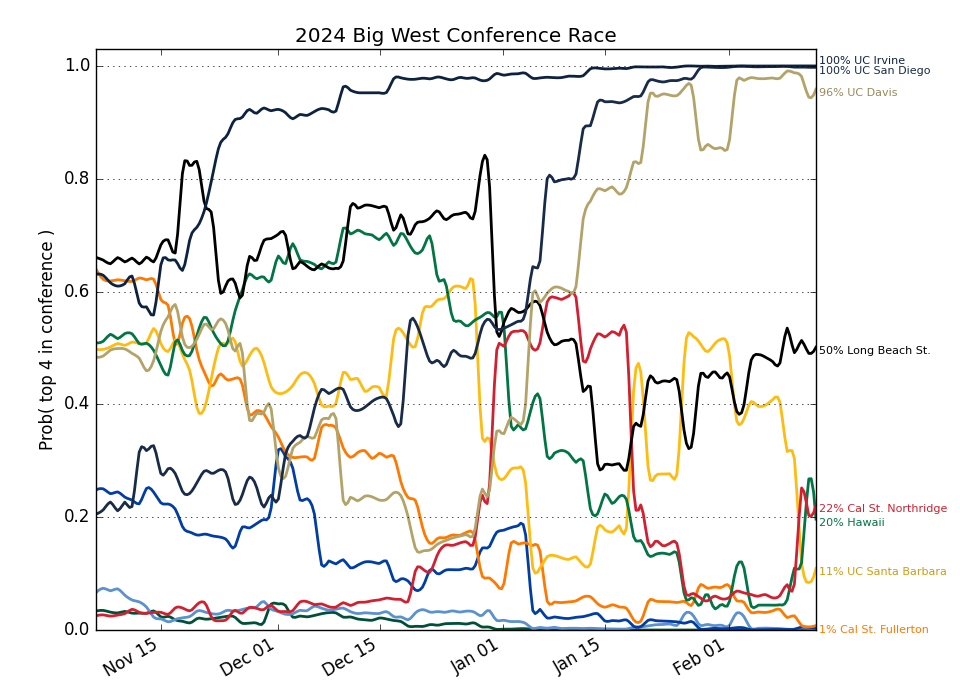 2024 Big West Conference Race
Prob( top 4 in conference )
1.0
0.8
0.6
0.4
0.2
0.0
Nov 15
Dec 01
Dec 15
Jan 01
Jan 15
Feb 01
100% UC Irvine
100% UC San Diego
96% UC Davis
50% Long Beach St.
22% Cal St. Northridge
20% Hawaii
11% UC Santa Barbara
1% Cal St. Fullerton